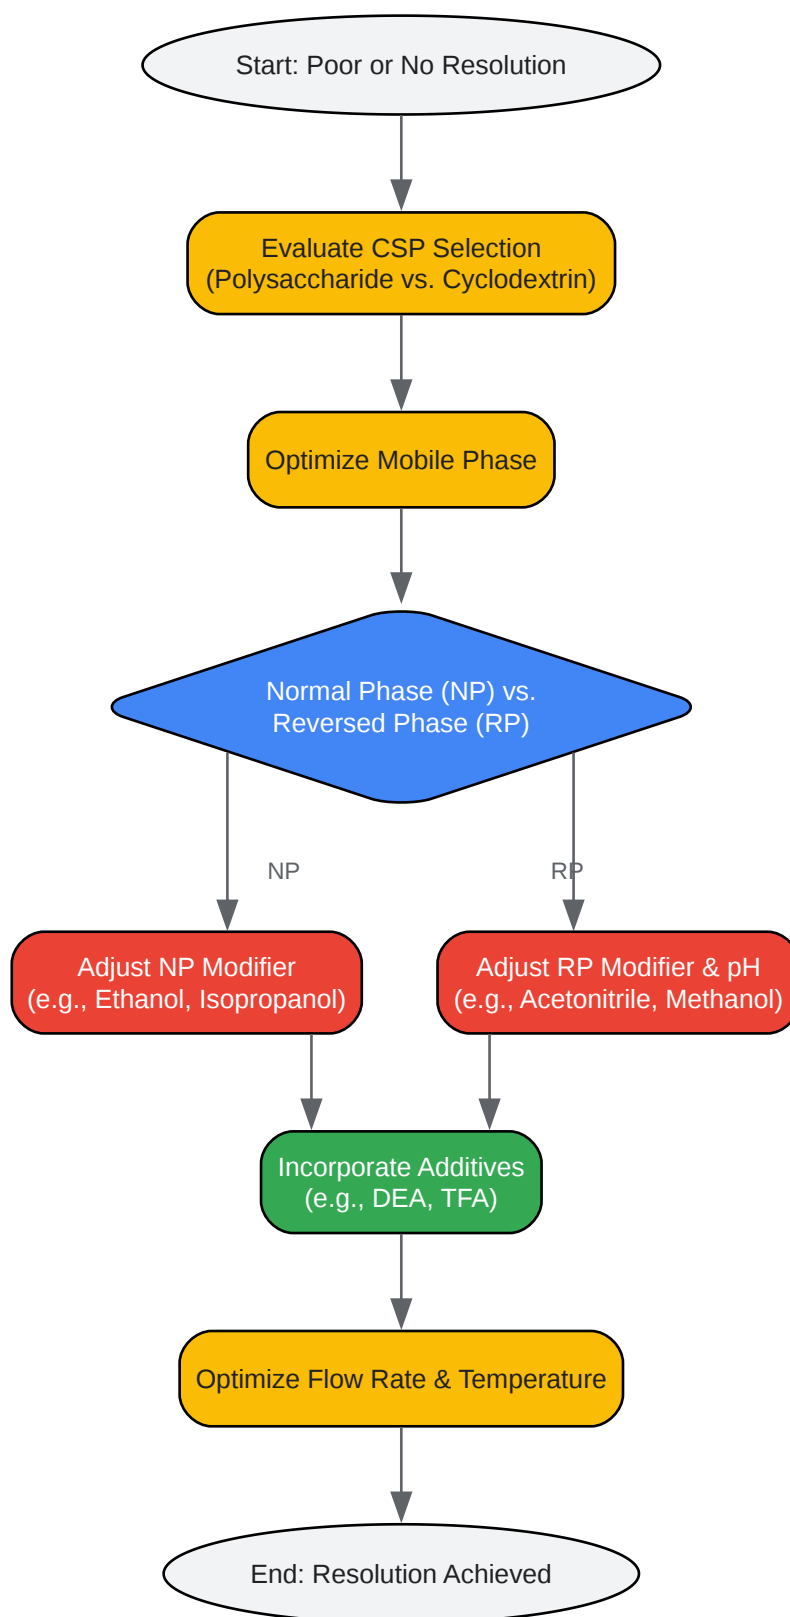 Start: Poor or No Resolution
Evaluate CSP Selection
(Polysaccharide vs. Cyclodextrin)
Optimize Mobile Phase
Normal Phase (NP) vs.
Reversed Phase (RP)
NP
RP
Adjust NP Modifier
(e.g., Ethanol, Isopropanol)
Adjust RP Modifier & pH
(e.g., Acetonitrile, Methanol)
Incorporate Additives
(e.g., DEA, TFA)
Optimize Flow Rate & Temperature
End: Resolution Achieved